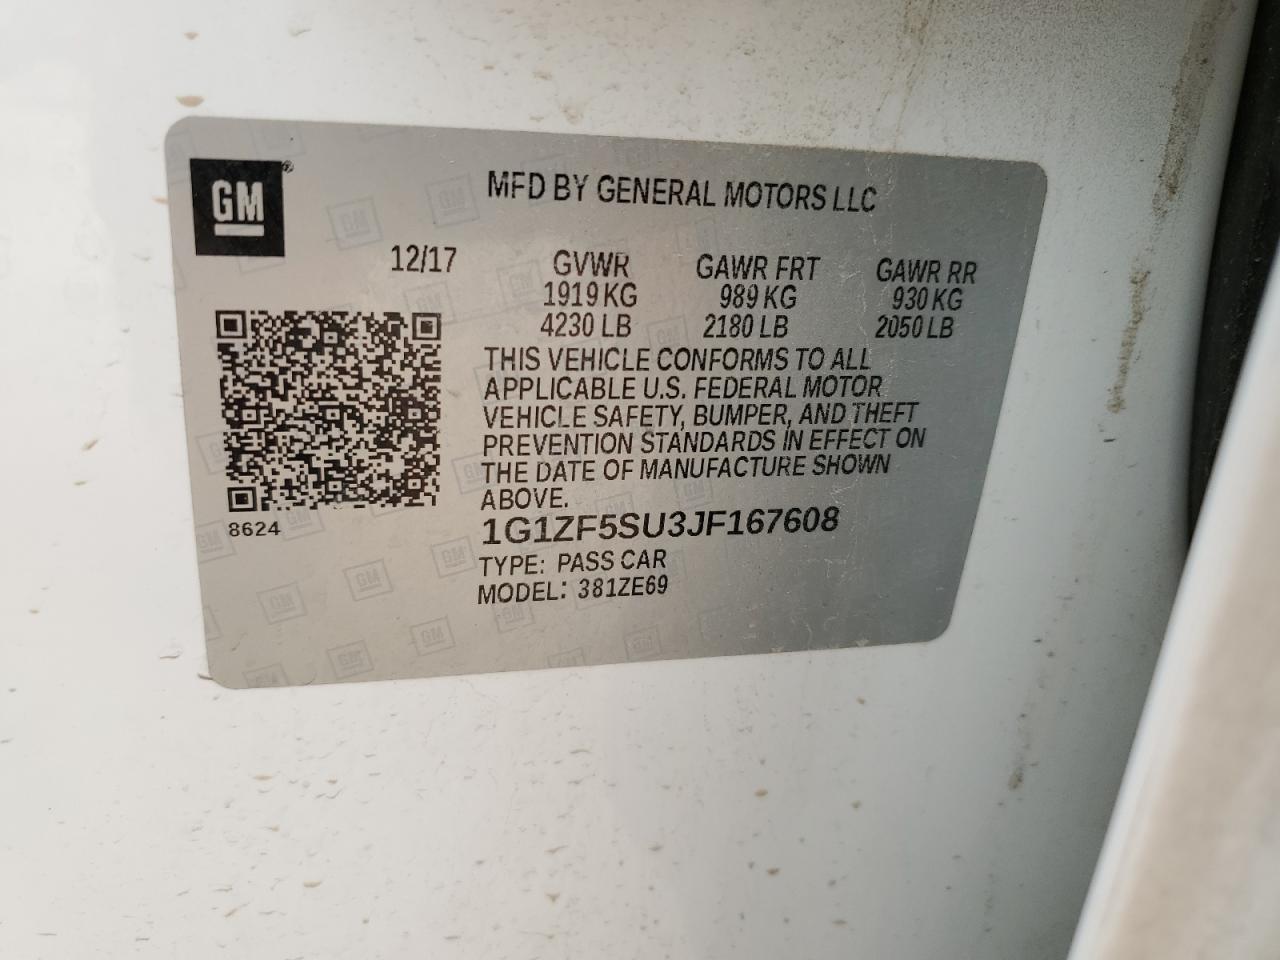 GM®
MFD BY GENERAL MOTORS LLC
12/17 GVWR GAWR FRT GAWR RR
1919 KG 989 KG 930 KG
4230 LB 2180 LB 2050 LB
THIS VEHICLE CONFORMS TO ALL
APPLICABLE U.S. FEDERAL MOTOR
VEHICLE SAFETY, BUMPER, AND THEFT
PREVENTION STANDARDS IN EFFECT ON
THE DATE OF MANUFACTURE SHOWN
ABOVE.
8624
1G1ZF5SU3JF167608
TYPE: PASS CAR
MODEL: 381ZE69